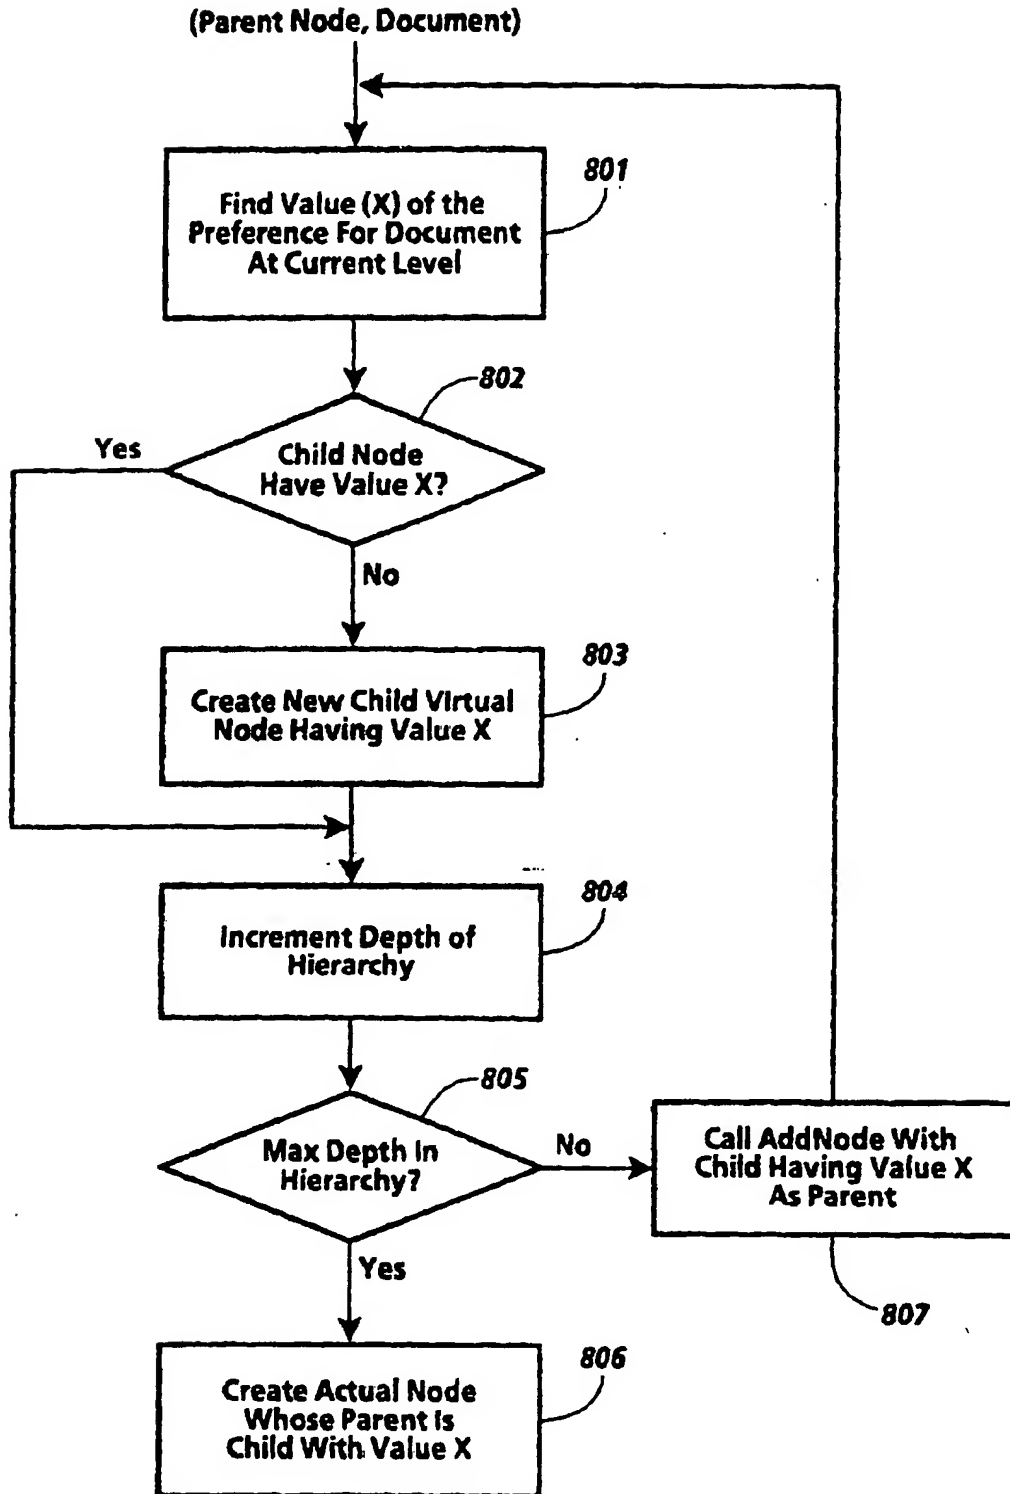 (Parent Node, Document)
801
Find Value (X) of the
Preference For Document
At Current Level
802
Yes
Child Node
Have Value X?
No
803
Create New Child Virtual
Node Having Value X
804
Increment Depth of
Hierarchy
805
Max Depth In
Hierarchy?
No
Call AddNode With
Child Having Value X
As Parent
Yes
807
806
Create Actual Node
Whose Parent Is
Child With Value X